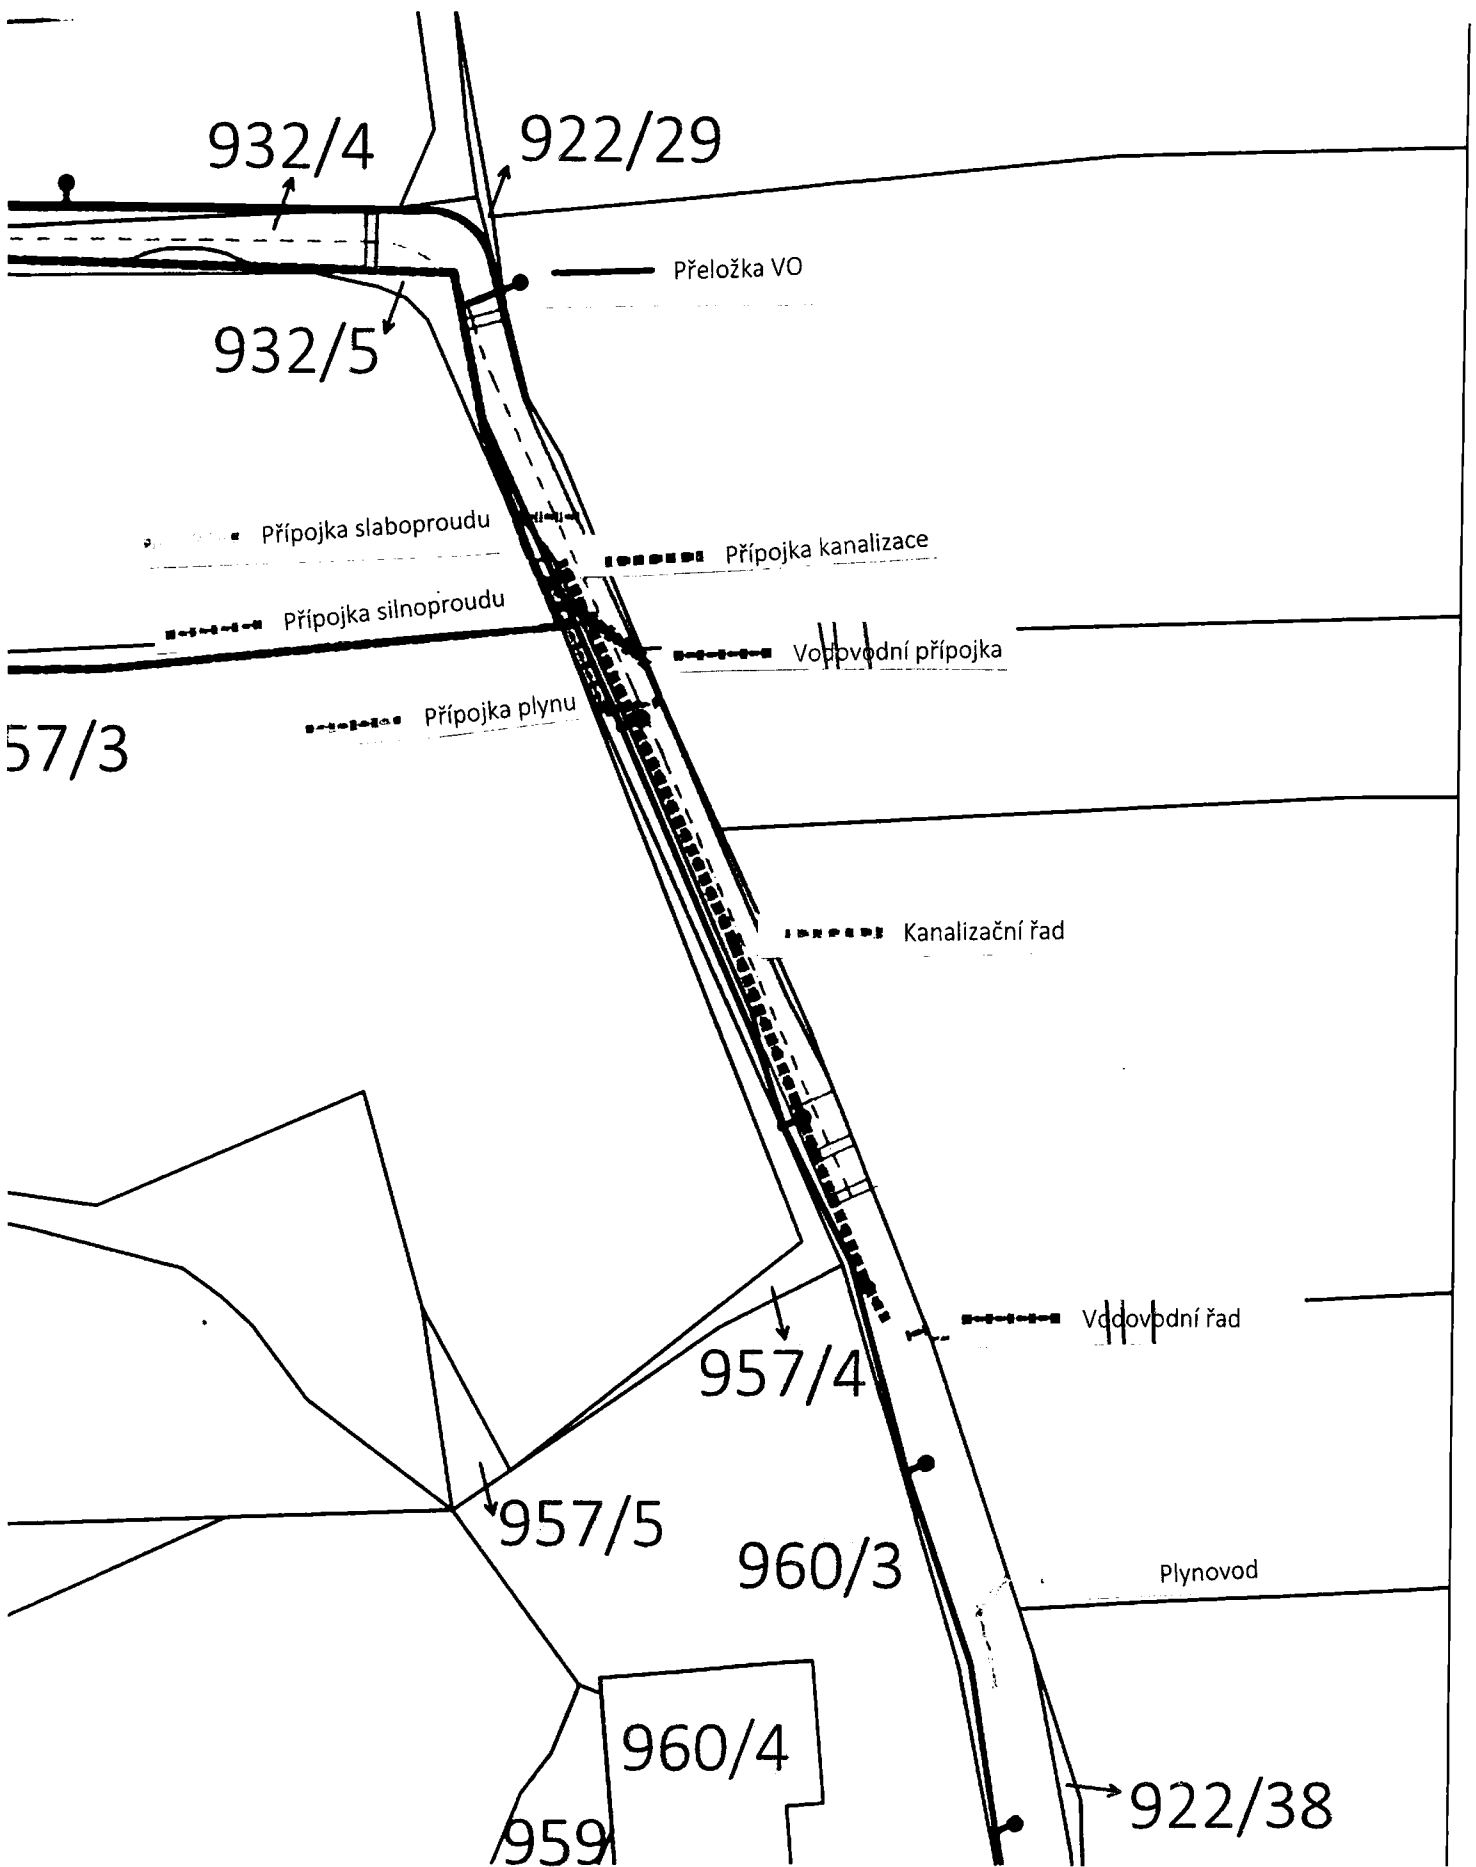 932/4
922/29
Přeložka VO
932/5
Přípojka slaboproudu
Přípojka kanalizace
Přípojka silnoproudu
Vodovodní přípojka
Přípojka plynu
57/3
Kanalizační řad
Vodovodní řad
957/4
957/5
960/3
Plynovod
960/4
922/38
959